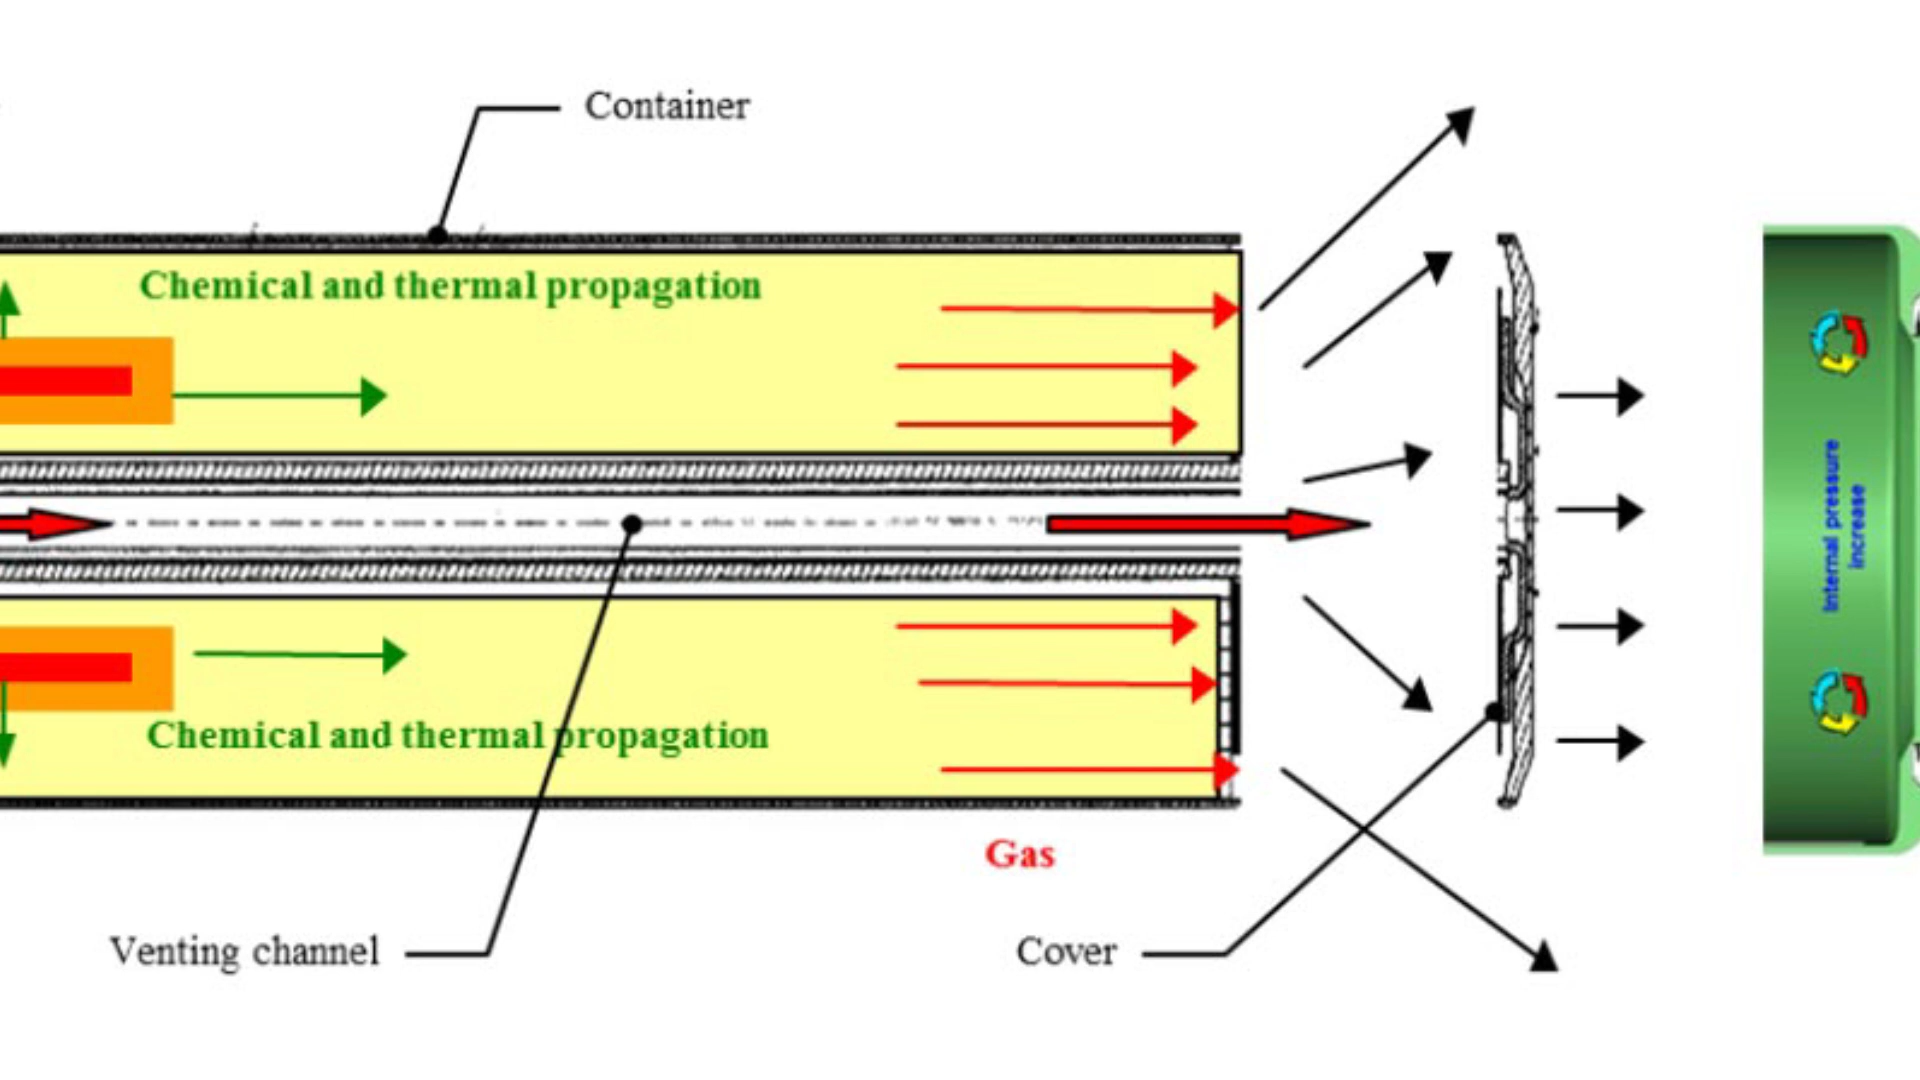 Container
Chemical and thermal propagation
Internal pressure
increase
Chemical and thermal propagation
Gas
Venting channel
Cover